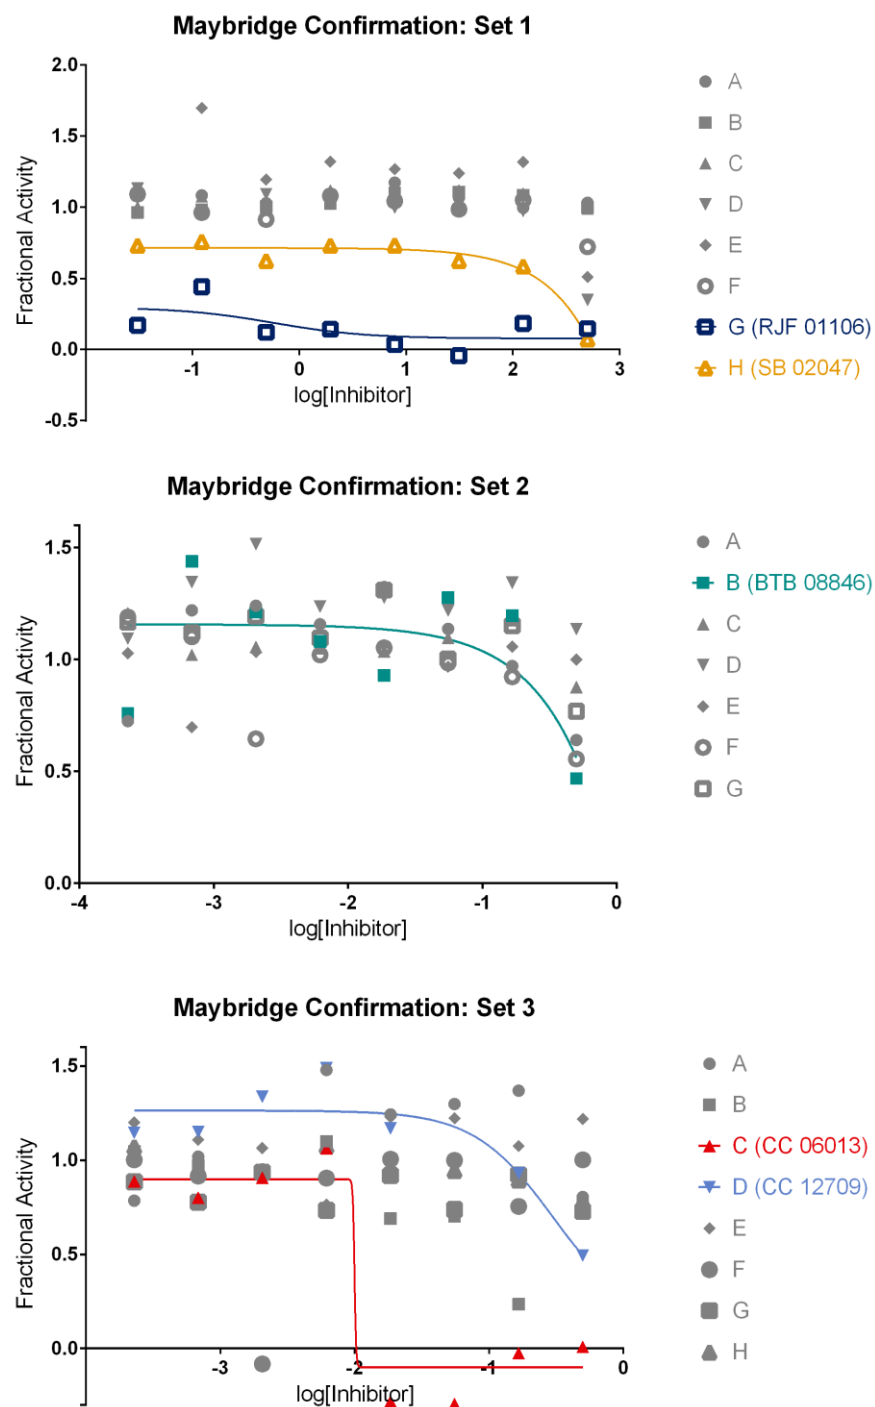 Maybridge Confirmation: Set 1
2.0
1.5
1.0
0.5
0.0
-0.5
Fractional Activity
-1
0
1
2
3
log[Inhibitor]
A
B
C
D
E
F
G (RJF 01106)
H (SB 02047)
Maybridge Confirmation: Set 2
1.5
1.0
0.5
0.0
Fractional Activity
-4
-3
-2
-1
0
log[Inhibitor]
A
B (BTB 08846)
C
D
E
F
G
Maybridge Confirmation: Set 3
1.5
1.0
0.5
0.0
Fractional Activity
-3
-2
-1
0
log[Inhibitor]
A
B
C (CC 06013)
D (CC 12709)
E
F
G
H